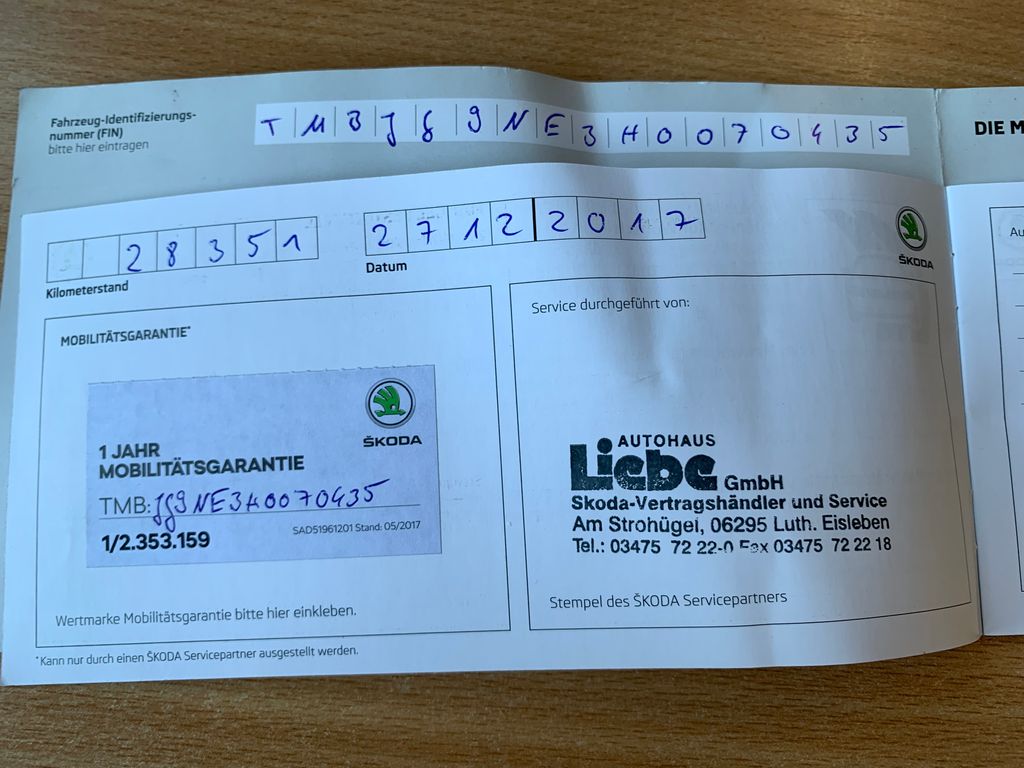 Fahrzeug-Identifizierungs-
nummer (FIN)
bitte hier eintragen
TMBJG9NE3H0070435
DIE M
28351
Kilometerstand
27122017
Datum
ŠKODA
Au
MOBILITÄTSGARANTIE*
ŠKODA
1 JAHR
MOBILITÄTSGARANTIE
TMB: JG9NE3H0070435
SAD51961201 Stand: 05/2017
1/2.353.159
Wertmarke Mobilitätsgarantie bitte hier einkleben.
Service durchgeführt von:
AUTOHAUS
Liebe GmbH
Skoda-Vertragshändler und Service
Am Strohügel, 06295 Luth. Eisleben
Tel.: 03475 72 22-0 Fax 03475 72 22 18
Stempel des ŠKODA Servicepartners
*Kann nur durch einen ŠKODA Servicepartner ausgestellt werden.